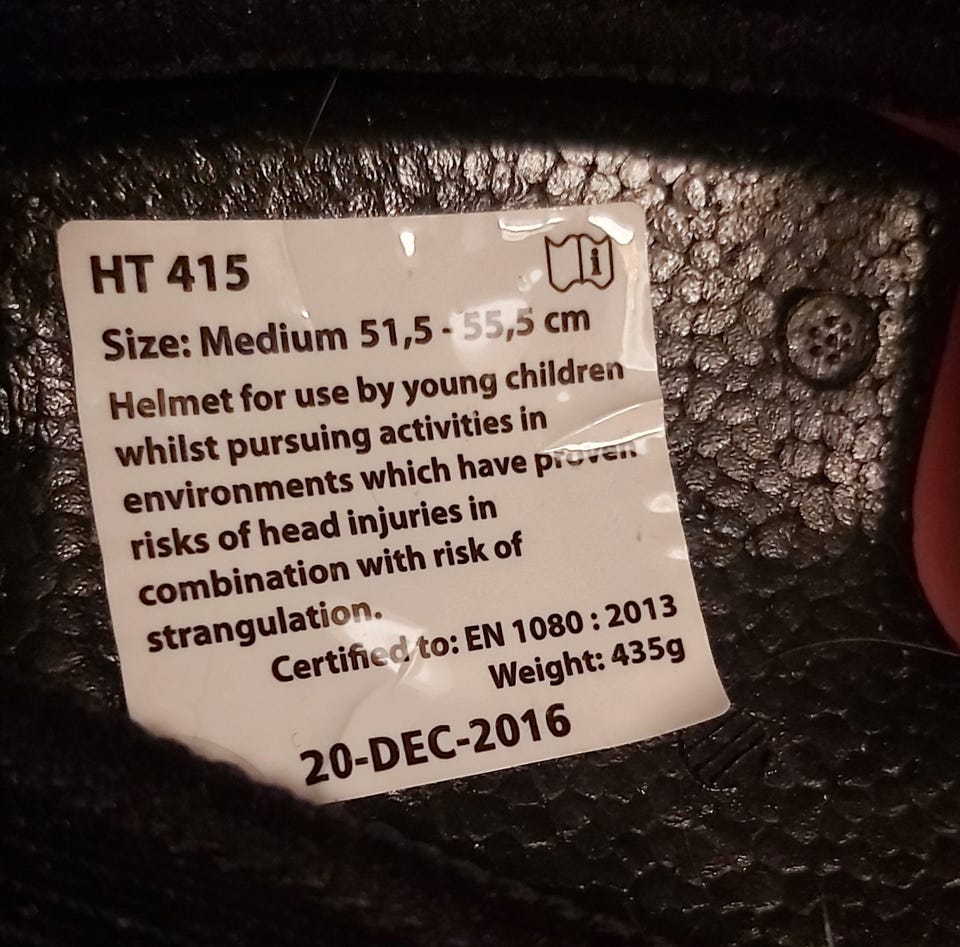 HT 415
Size: Medium 51,5 - 55,5 cm
Helmet for use by young children
whilst pursuing activities in
environments which have proven
risks of head injuries in
combination with risk of
strangulation.
Certified to: EN 1080 : 2013
Weight: 435g
20-DEC-2016